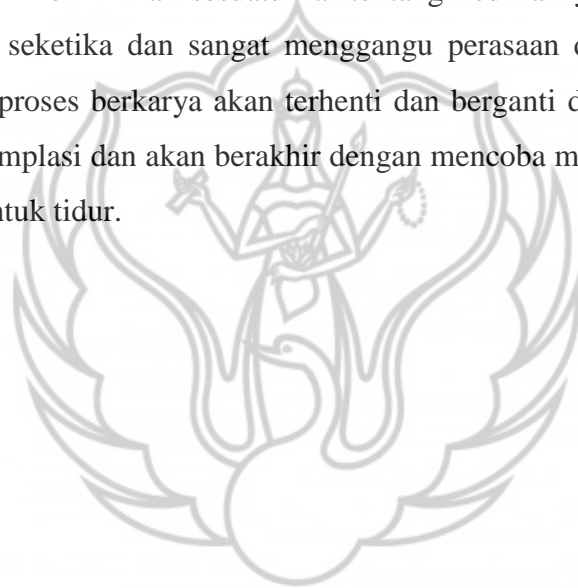 sesuatu
seketika dan sangat menggangu perasaan
proses berkarya akan terhenti dan berganti
mplasi dan akan berakhir dengan mencoba
ntuk tidur.